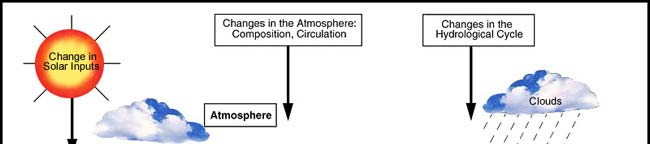 Change in
Solar Inputs
Changes in the Atmosphere:
Composition, Circulation
Changes in the
Hydrological Cycle
Atmosphere
Clouds